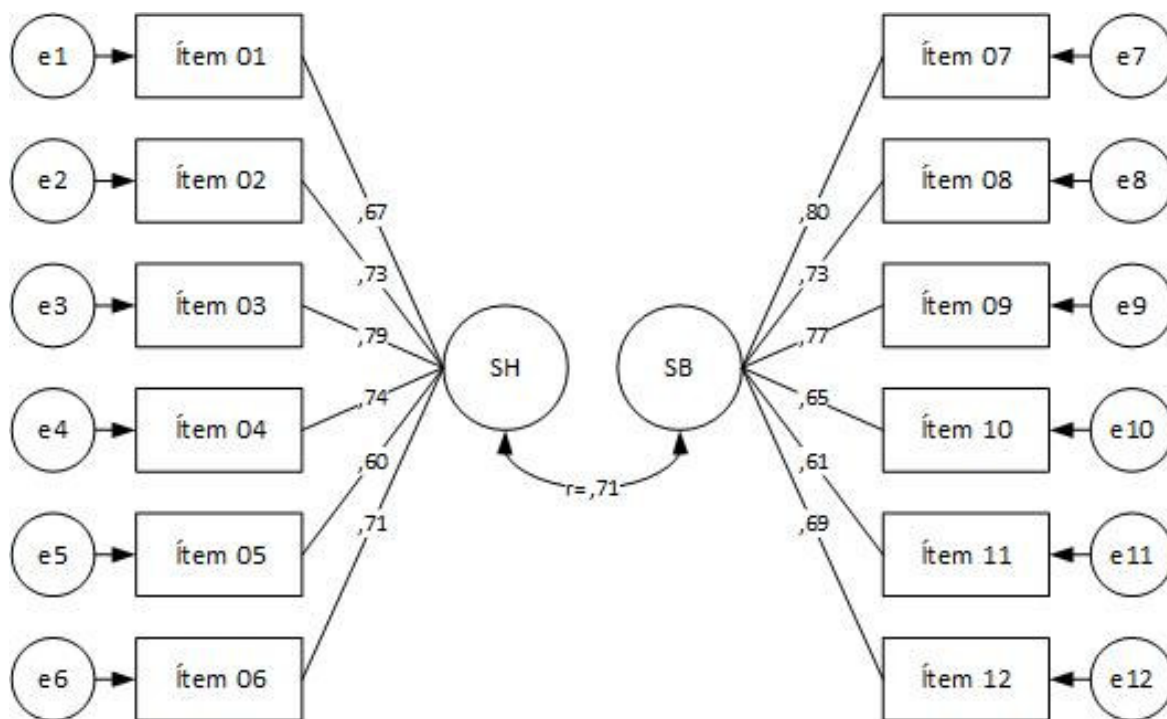 e1
Ítem 01
e2
Ítem 02
e3
Ítem 03
e4
Ítem 04
e5
Ítem 05
e6
Ítem 06
,67
,73
,79
,74
,60
,71
SH
r= ,71
SB
,80
,73
,77
,65
,61
,69
Ítem 07
e7
Ítem 08
e8
Ítem 09
e9
Ítem 10
e10
Ítem 11
e11
Ítem 12
e12